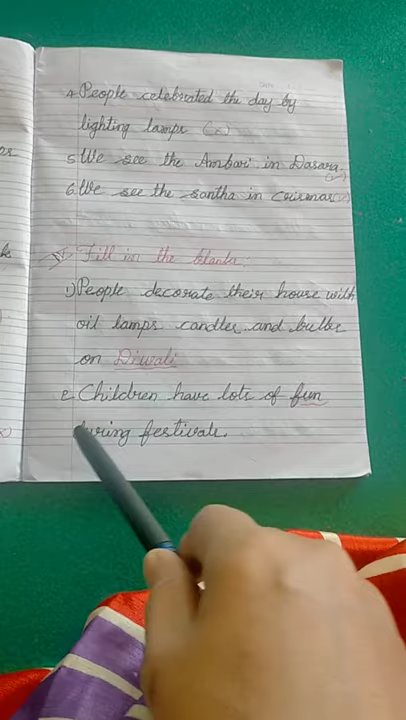 4. People celebrated the day by
lighting lamps (x)
5. We see the Ambari in Dasara
6. We see the santha in crismas
IV Fill in the blanks:
1) People decorate their house with
oil lamps candles and bulbs
on Diwali
2. Children have lots of fun
during festivals.